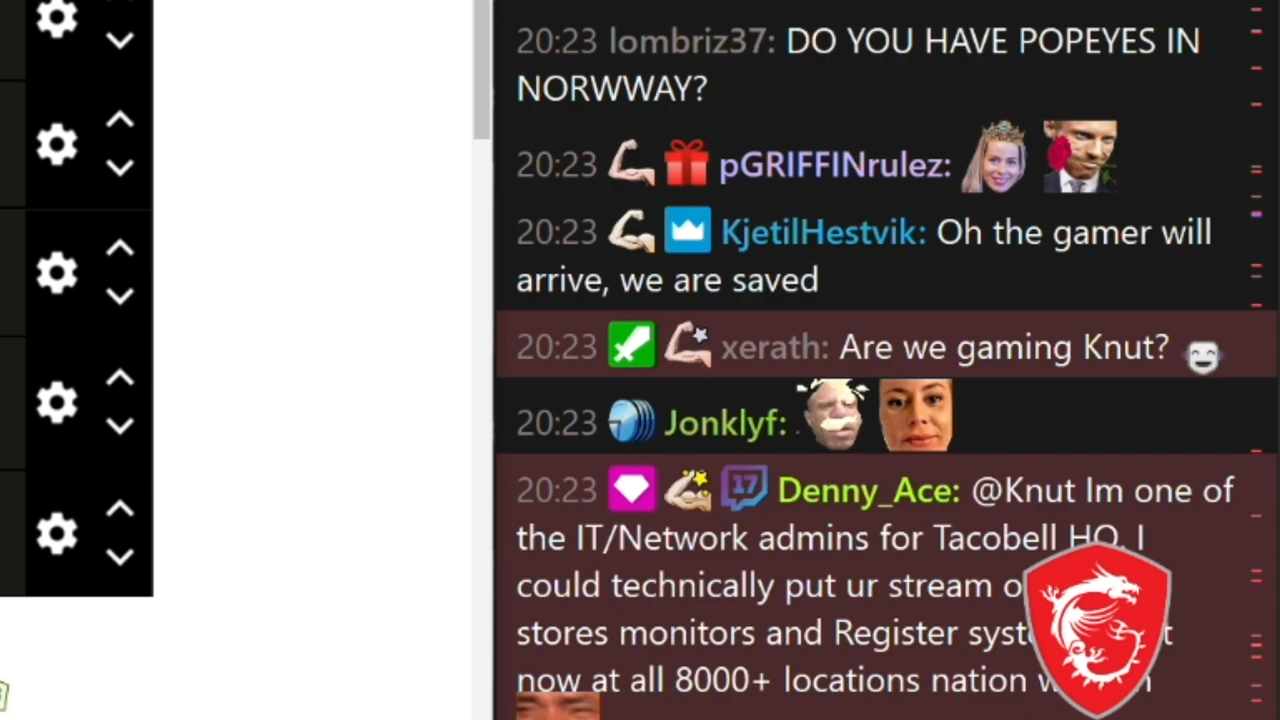 20:23 lombriz37: DO YOU HAVE POPEYES IN
NORWWAY?
20:23 pGRIFFINrulez:
20:23 KjetilHestvik: Oh the gamer will
arrive, we are saved
20:23 xerath: Are we gaming Knut?
20:23 Jonklyf:
20:23 17 Denny_Ace: @Knut Im one of
the IT/Network admins for Tacobell HQ. I
could technically put ur stream
stores monitors and Register
now at all 8000+ locations nation